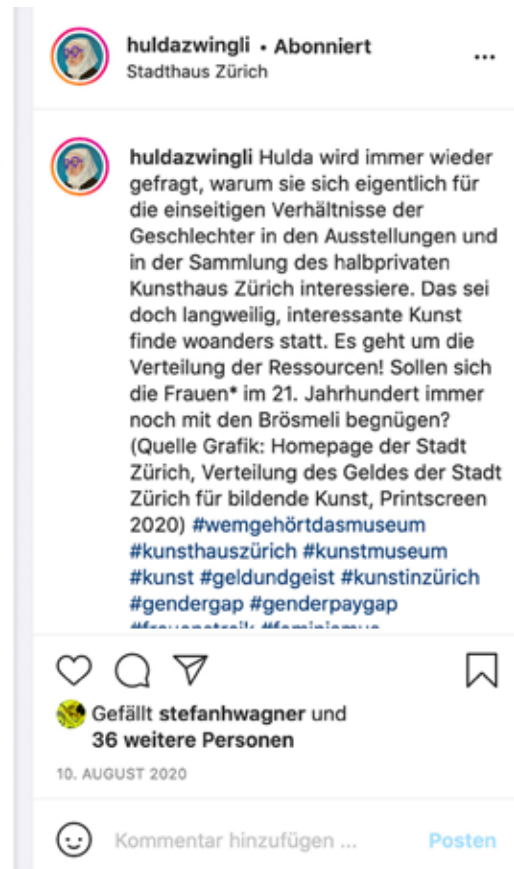 huldazwingli • Abonniert
Stadthaus Zürich
huldazwingli Hulda wird immer wieder
gefragt, warum sie sich eigentlich für
die einseitigen Verhältnisse der
Geschlechter in den Ausstellungen und
in der Sammlung des halbprivaten
Kunsthaus Zürich interessiere. Das sei
doch langweilig, interessante Kunst
finde woanders statt. Es geht um die
Verteilung der Ressourcen! Sollen sich
die Frauen* im 21. Jahrhundert immer
noch mit den Brösmeli begnügen?
(Quelle Grafik: Homepage der Stadt
Zürich, Verteilung des Geldes der Stadt
Zürich für bildende Kunst, Printscreen
2020) #wemgehörtdasmuseum
#kunsthauszürich #kunstmuseum
#kunst #geldundgeist #kunstinzürich
#gendergap #genderpaygap
#frauenstreik #feminismus
Gefällt stefanhwagner und
36 weitere Personen
10. AUGUST 2020
Kommentar hinzufügen ... Posten